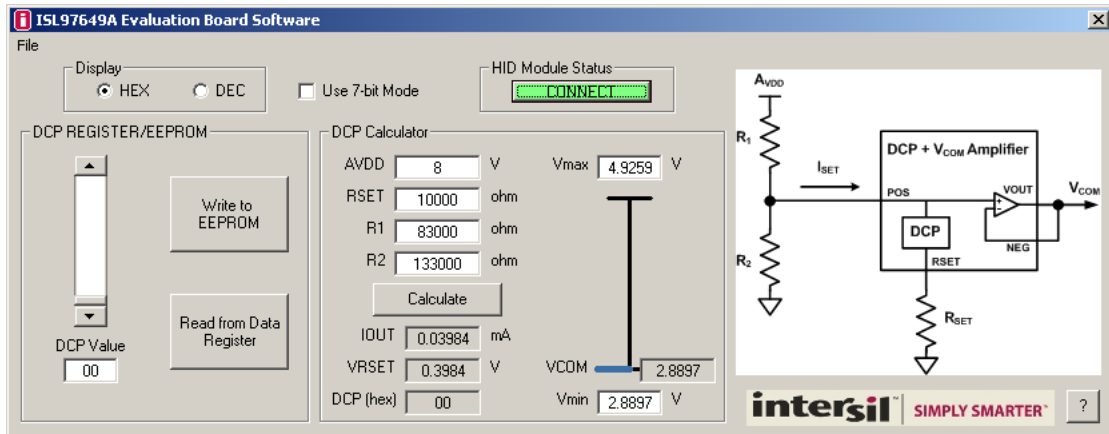 ISL97649A Evaluation Board Software
File
Display
HEX
DEC
Use 7-bit Mode
HID Module Status
CONNECT
DCP REGISTER/EEPROM
Write to
EEPROM
Read from Data
Register
DCP Value
00
DCP Calculator
AVDD 8 V
RSET 10000 ohm
R1 83000 ohm
R2 133000 ohm
Calculate
IOUT 0.03984 mA
VRSET 0.3984 V
DCP (hex) 00
Vmax 4.9259 V
VCOM 2.8897
Vmin 2.8897 V
AVDD
R1
ISET
DCP + VCOM Amplifier
POS
VOUT
VCOM
DCP
NEG
R2
RSET
RSET
intersil™ SIMPLY SMARTER™
?